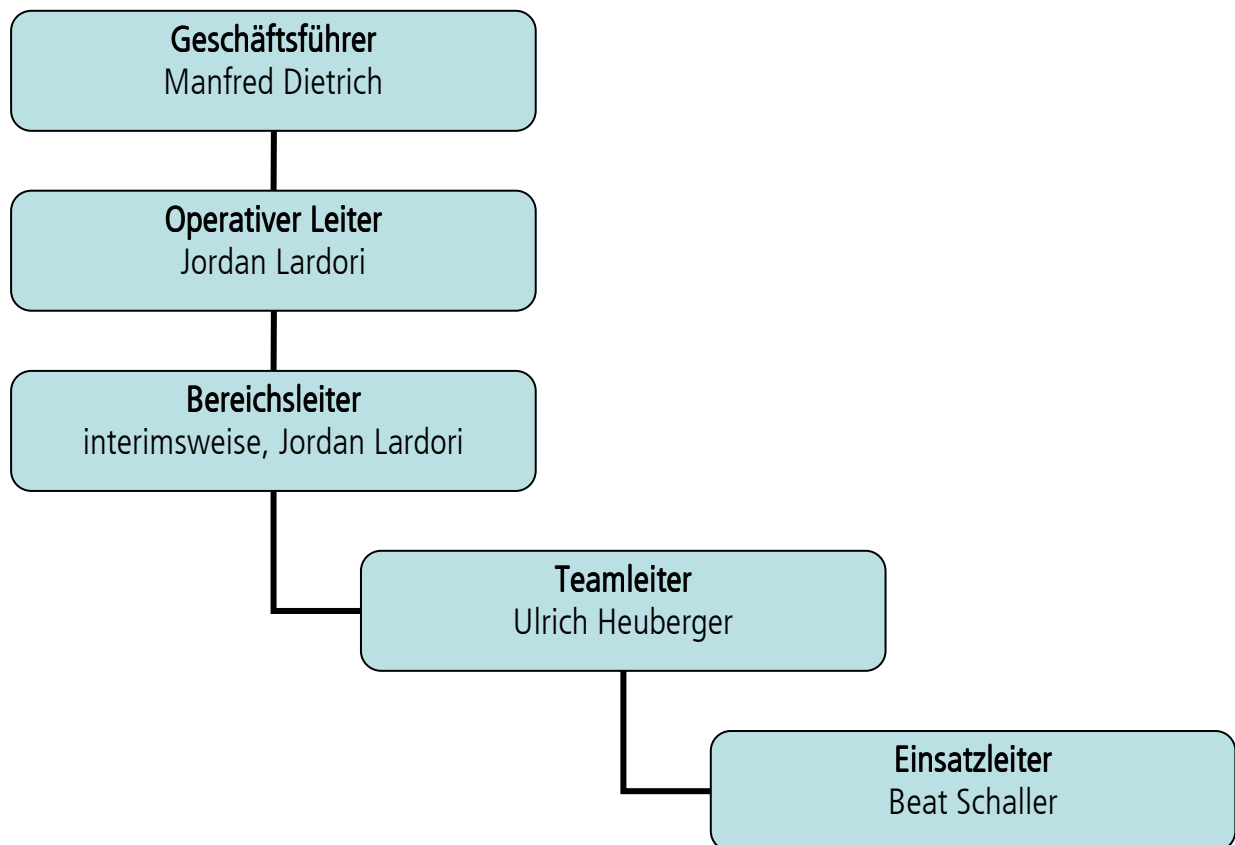 Geschäftsführer
Manfred Dietrich
Operativer Leiter
Jordan Lardori
Bereichsleiter
interimsweise, Jordan Lardori
Teamleiter
Ulrich Heuberger
Einsatzleiter
Beat Schaller